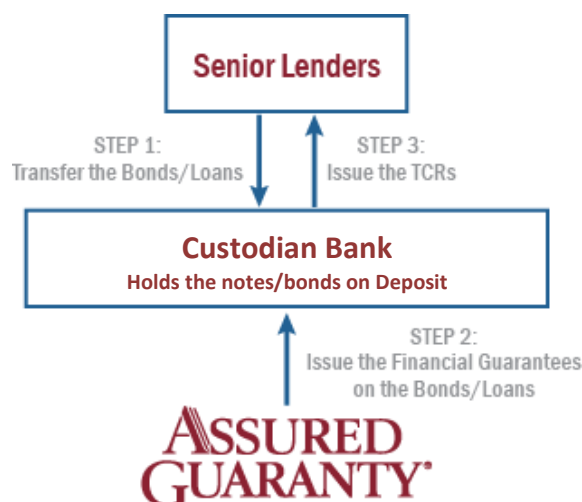 Senior Lenders
STEP 1:
Transfer the Bonds/Loans
STEP 3:
Issue the TCRs
Custodian Bank
Holds the notes/bonds on Deposit
STEP 2:
Issue the Financial Guarantees
on the Bonds/Loans
ASSURED
GUARANTY®